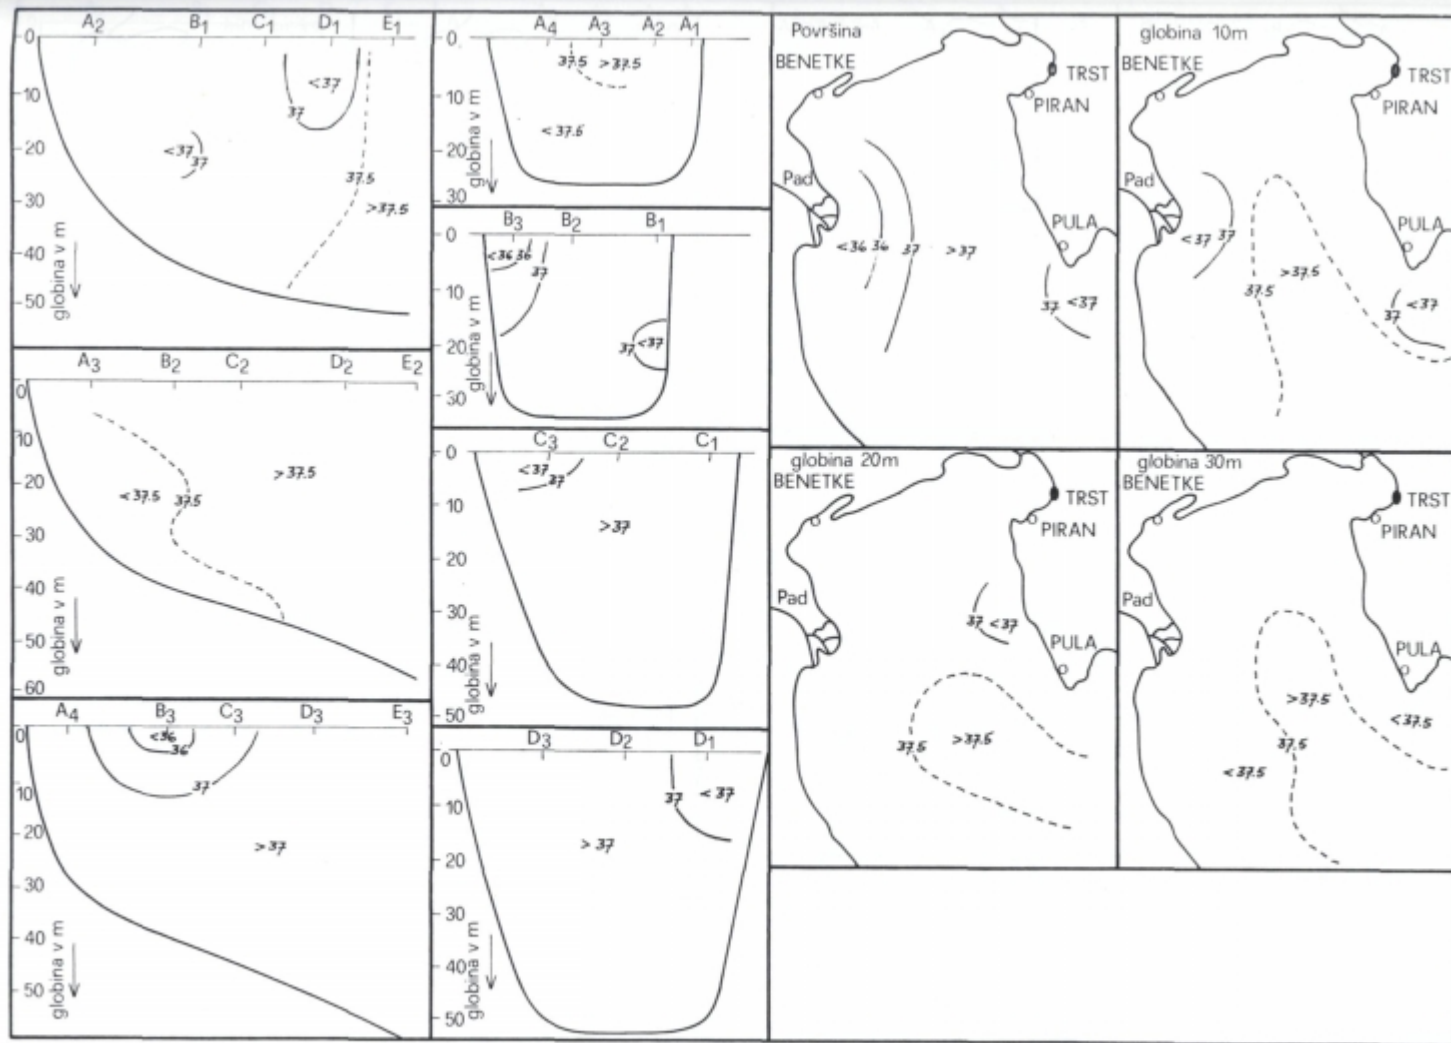 A2 B1 C1 D1 E1
0
10
20
30
40
50
globina v m
<37
37
<37
37
37.5
>37.5
A3 B2 C2 D2 E2
0
10
20
30
40
50
60
globina v m
<37.5 37.5
>37.5
A4 B3 C3 D3 E3
0
10
20
30
40
50
globina v m
<36
36
37
>37
A4 A3 A2 A1
0
10
20
30
globina v m
37.5 >37.5
<37.5
B3 B2 B1
0
10
20
30
globina v m
<36 36
37
37 <37
C3 C2 C1
0
10
20
30
40
50
globina v m
<37
37
>37
D3 D2 D1
0
10
20
30
40
50
globina v m
37 <37
>37
Površina
BENETKE
TRST
PIRAN
Pad
PULA
<36 36 37 >37
37 <37
globina 10m
BENETKE
TRST
PIRAN
Pad
PULA
<37 37
37.5 >37.5
37 <37
globina 20m
BENETKE
TRST
PIRAN
Pad
PULA
37 <37
37.5 >37.5
globina 30m
BENETKE
TRST
PIRAN
Pad
PULA
>37.5
<37.5
37.5
<37.5